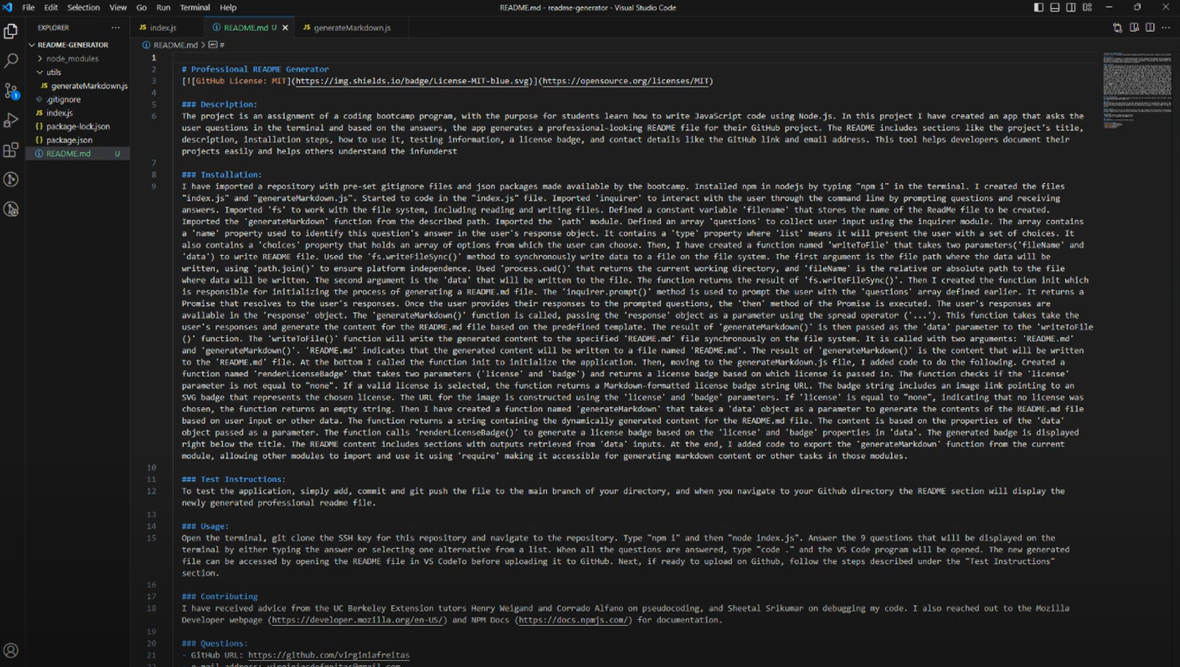 File Edit Selection View Go Run Terminal Help
README.md - readme-generator - Visual Studio Code
EXPLORER ...
JS index.js
README.md U
JS generateMarkdown.js
README-GENERATOR
README.md > #
node_modules
utils
JS generateMarkdown.js
.gitignore
JS index.js
{} package-lock.json
{} package.json
README.md U
1
1
2 # Professional README Generator
3 [![GitHub License: MIT](https://img.shields.io/badge/License-MIT-blue.svg)](https://opensource.org/licenses/MIT)
4
5 ### Description:
6 The project is an assignment of a coding bootcamp program, with the purpose for students learn how to write JavaScript code using Node.js. In this project I have created an app that asks the
user questions in the terminal and based on the answers, the app generates a professional-looking README file for their GitHub project. The README includes sections like the project's title,
description, installation steps, how to use it, testing information, a license badge, and contact details like the GitHub link and email address. This tool helps developers document their
projects easily and helps others understand the infunderst
7
8 ### Installation:
9 I have imported a repository with pre-set gitignore files and json packages made available by the bootcamp. Installed npm in nodejs by typing "npm i" in the terminal. I created the files
"index.js" and "generateMarkdown.js". Started to code in the "index.js" file. Imported 'inquirer' to interact with the user through the command line by prompting questions and receiving
answers. Imported 'fs' to work with the file system, including reading and writing files. Defined a constant variable 'filename' that stores the name of the ReadMe file to be created.
Imported the 'generateMarkdown' function from the described path. Imported the 'path' module. Defined an array 'questions' to collect user input using the inquirer module. The array contains
a 'name' property used to identify this question's answer in the user's response object. It contains a 'type' property where 'list' means it will present the user with a set of choices. It
also contains a 'choices' property that holds an array of options from which the user can choose. Then, I have created a function named 'writeToFile' that takes two parameters('fileName' and
'data') to write README file. Used the 'fs.writeFileSync()' method to synchronously write data to a file on the file system. The first argument is the file path where the data will be
written, using 'path.join()' to ensure platform independence. Used 'process.cwd()' that returns the current working directory, and 'fileName' is the relative or absolute path to the file
where data will be written. The second argument is the 'data' that will be written to the file. The function returns the result of 'fs.writeFileSync()'. Then I created the function init which
is responsible for initializing the process of generating a README.md file. The 'inquirer.prompt()' method is used to prompt the user with the 'questions' array defined earlier. It returns a
Promise that resolves to the user's responses. Once the user provides their responses to the prompted questions, the 'then' method of the Promise is executed. The user's responses are
available in the 'response' object. The 'generateMarkdown()' function is called, passing the 'response' object as a parameter using the spread operator ('...'). This function takes take the
user's responses and generate the content for the README.md file based on the predefined template. The result of 'generateMarkdown()' is then passed as the 'data' parameter to the 'writeToFile
()' function. The 'writeToFile()' function will write the generated content to the specified 'README.md' file synchronously on the file system. It is called with two arguments: 'README.md'
and 'generateMarkdown()'. 'README.md' indicates that the generated content will be written to a file named 'README.md'. The result of 'generateMarkdown()' is the content that will be written
to the 'README.md' file. At the bottom I called the function init to initialize the application. Then, moving to the generateMarkdown.js file, I added code to do the following. Created a
function named 'renderLicenseBadge' that takes two parameters ('license' and 'badge') and returns a license badge based on which license is passed in. The function checks if the 'license'
parameter is not equal to "none". If a valid license is selected, the function returns a Markdown-formatted license badge string URL. The badge string includes an image link pointing to an
SVG badge that represents the chosen license. The URL for the image is constructed using the 'license' and 'badge' parameters. If 'license' is equal to "none", indicating that no license was
chosen, the function returns an empty string. Then I have created a function named 'generateMarkdown' that takes a 'data' object as a parameter to generate the contents of the README.md file
based on user input or other data. The function returns a string containing the dynamically generated content for the README.md file. The content is based on the properties of the 'data'
object passed as a parameter. The function calls 'renderLicenseBadge()' to generate a license badge based on the 'license' and 'badge' properties in 'data'. The generated badge is displayed
right below the title. The README content includes sections with outputs retrieved from 'data' inputs. At the end, I added code to export the 'generateMarkdown' function from the current
module, allowing other modules to import and use it using 'require' making it accessible for generating markdown content or other tasks in those modules.
10
11 ### Test Instructions:
12 To test the application, simply add, commit and git push the file to the main branch of your directory, and when you navigate to your Github directory the README section will display the
newly generated professional readme file.
13
14 ### Usage:
15 Open the terminal, git clone the SSH key for this repository and navigate to the repository. Type "npm i" and then "node index.js". Answer the 9 questions that will be displayed on the
terminal by either typing the answer or selecting one alternative from a list. When all the questions are answered, type "code ." and the VS Code program will be opened. The new generated
file can be accessed by opening the README file in VS CodeTo before uploading it to GitHub. Next, if ready to upload on Github, follow the steps described under the "Test Instructions"
section.
16
17 ### Contributing
18 I have received advice from the UC Berkeley Extension tutors Henry Weigand and Corrado Alfano on pseudocoding, and Sheetal Srikumar on debugging my code. I also reached out to the Mozilla
Developer webpage (https://developer.mozilla.org/en-US/) and NPM Docs (https://docs.npmjs.com/) for documentation.
19
20 ### Questions:
21 - GitHub URL: https://github.com/virginiafreitas